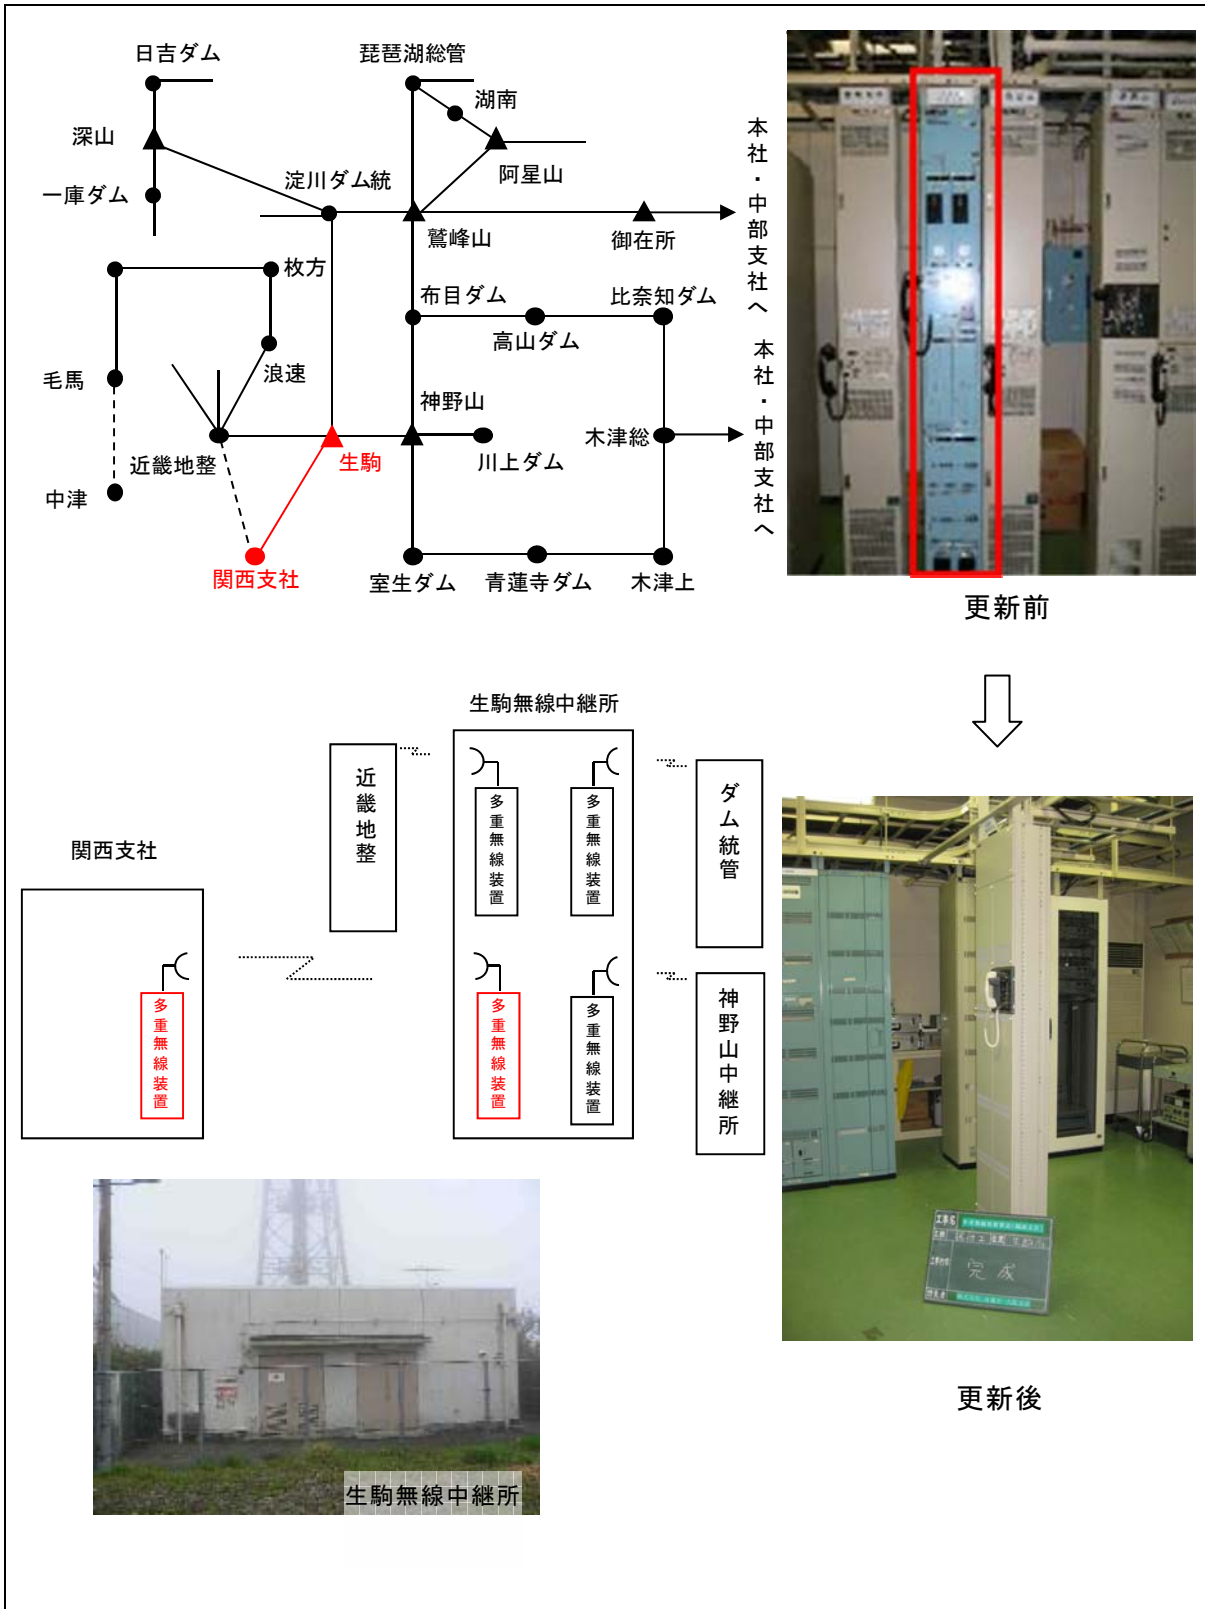 日吉ダム
琵琶湖総管
湖南
深山
阿星山
一庫ダム
淀川ダム統
鷲峰山
御在所
本社・中部支社へ
枚方
布目ダム
比奈知ダム
高山ダム
浪速
毛馬
神野山
木津総
本社・中部支社へ
近畿地整
生駒
川上ダム
中津
関西支社
室生ダム
青蓮寺ダム
木津上
更新前
生駒無線中継所
近畿地整
多重無線装置
多重無線装置
ダム統管
関西支社
多重無線装置
多重無線装置
多重無線装置
神野山中継所
工事名
完成
更新後
生駒無線中継所